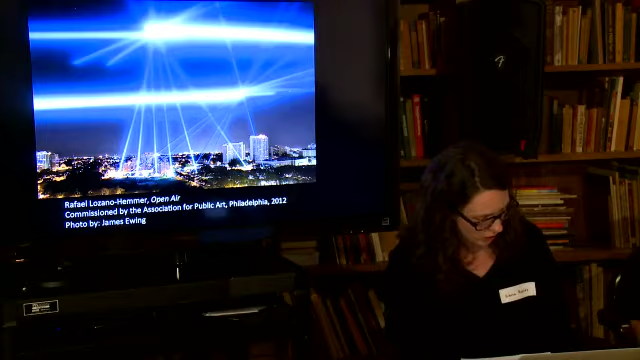 Rafael Lozano-Hemmer, Open Air
Commissioned by the Association for Public Art, Philadelphia, 2012
Photo by: James Ewing